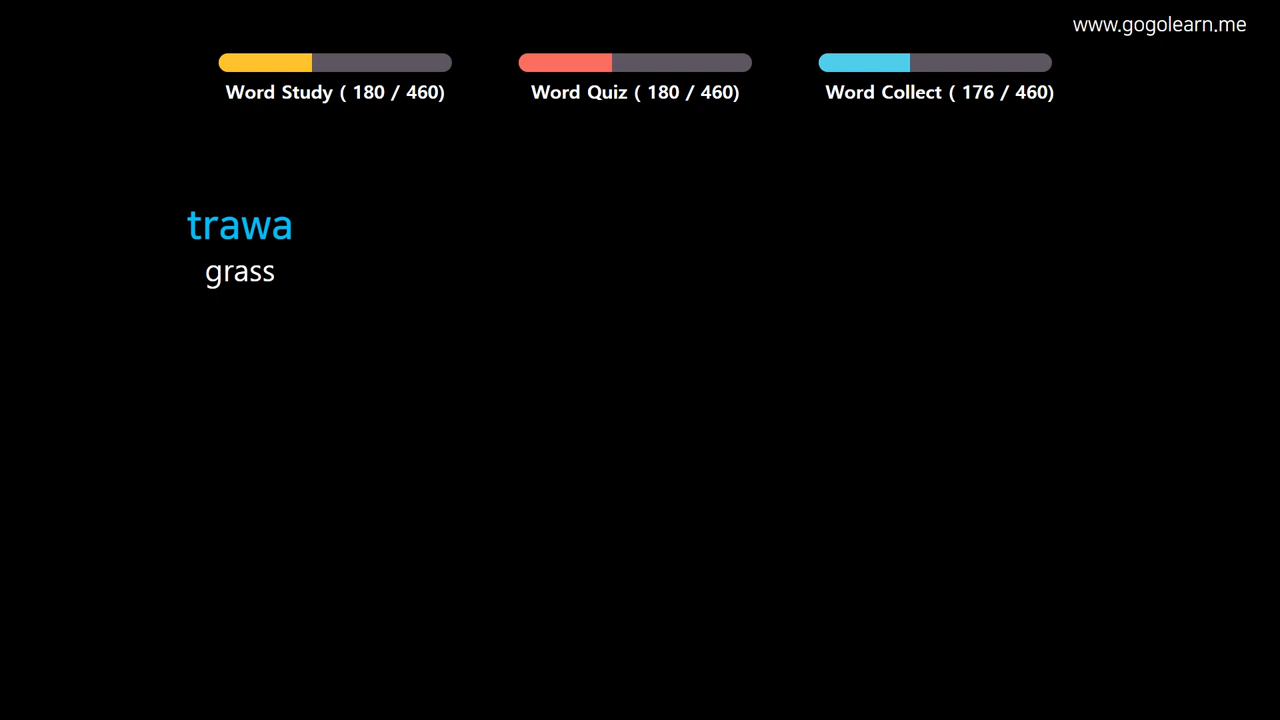 www.gogolearn.me
Word Study ( 180 / 460)
Word Quiz ( 180 / 460)
Word Collect ( 176 / 460)
trawa
grass